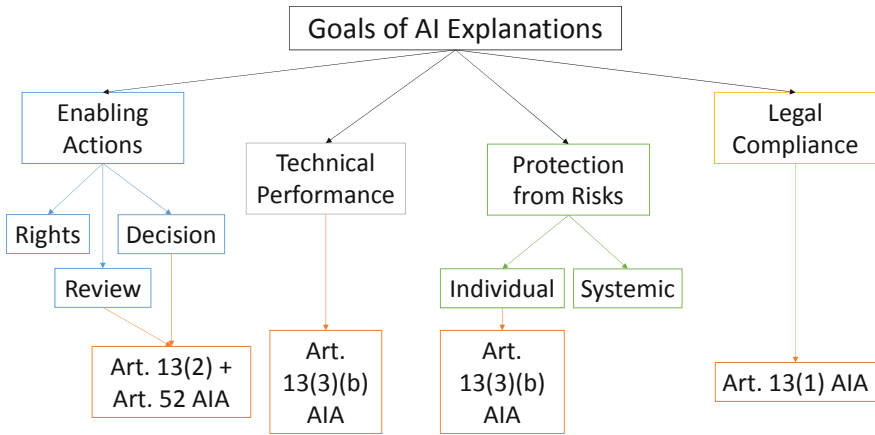 Goals of AI Explanations
Enabling
Actions
Technical
Performance
Protection
from Risks
Legal
Compliance
Rights
Decision
Review
Individual
Systemic
Art. 13(2) +
Art. 52 AIA
Art.
13(3)(b)
AIA
Art.
13(3)(b)
AIA
Art. 13(1) AIA